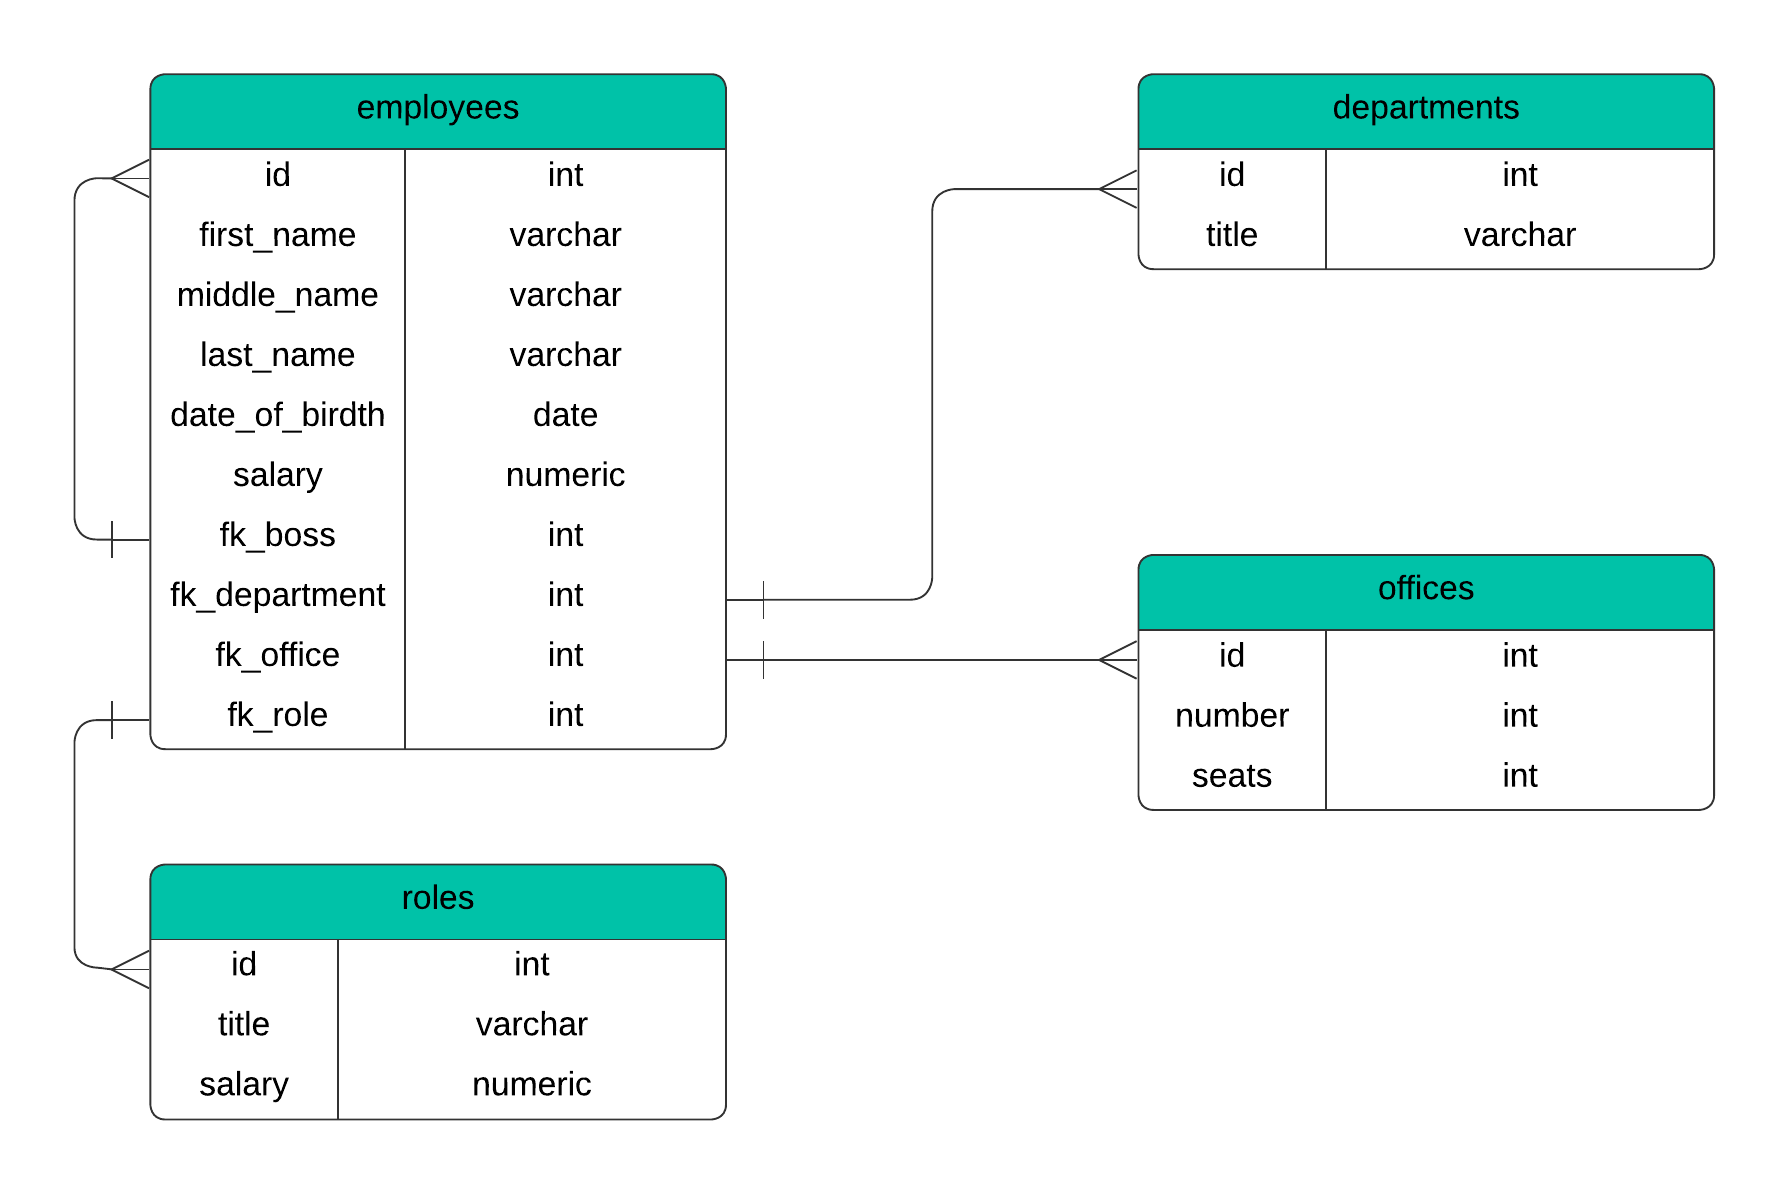 employees
id int
first_name varchar
middle_name varchar
last_name varchar
date_of_birdth date
salary numeric
fk_boss int
fk_department int
fk_office int
fk_role int
departments
id int
title varchar
offices
id int
number int
seats int
roles
id int
title varchar
salary numeric